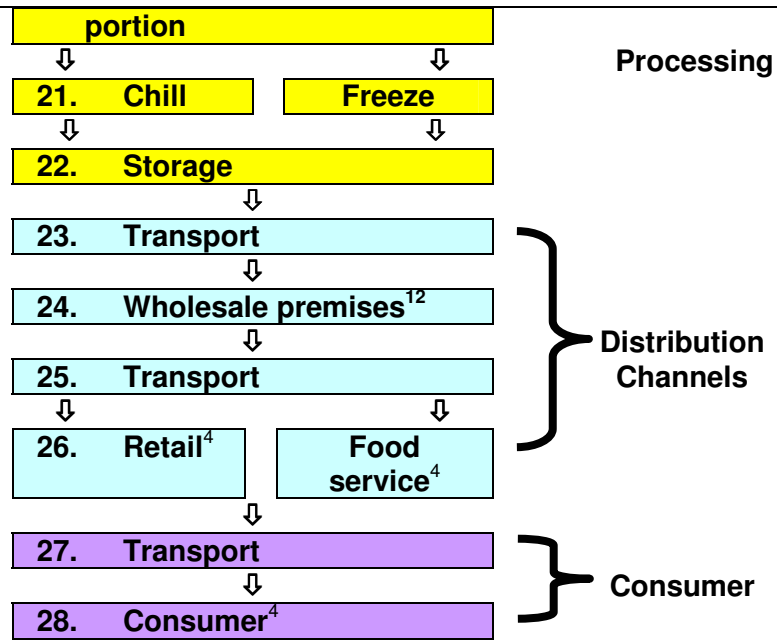 portion
Processing
21. Chill Freeze
22. Storage
23. Transport
24. Wholesale premises¹²
25. Transport
Distribution
Channels
26. Retail⁴ Food
service⁴
27. Transport
Consumer
28. Consumer⁴